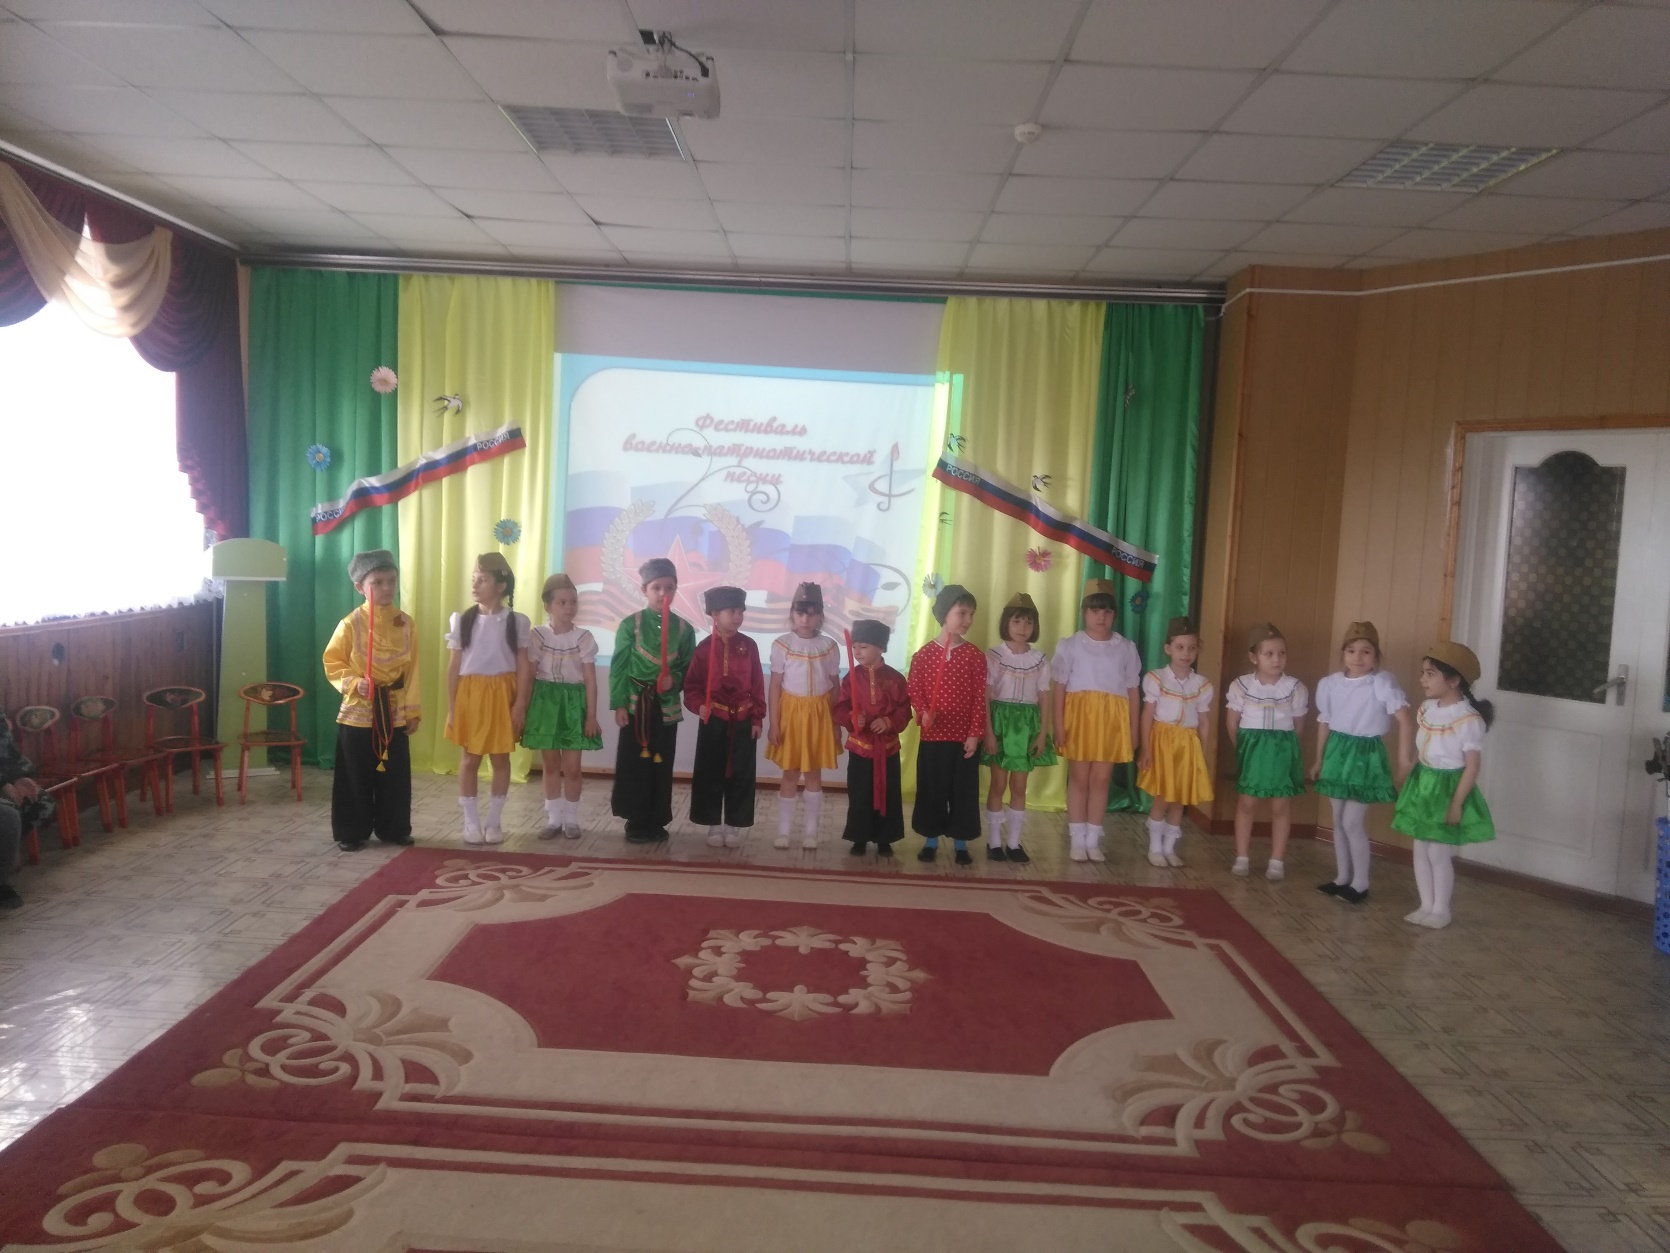 Фестиваль
военно-патриотической
песни
РОССИЯ
РОССИЯ
РОССИЯ
РОССИЯ